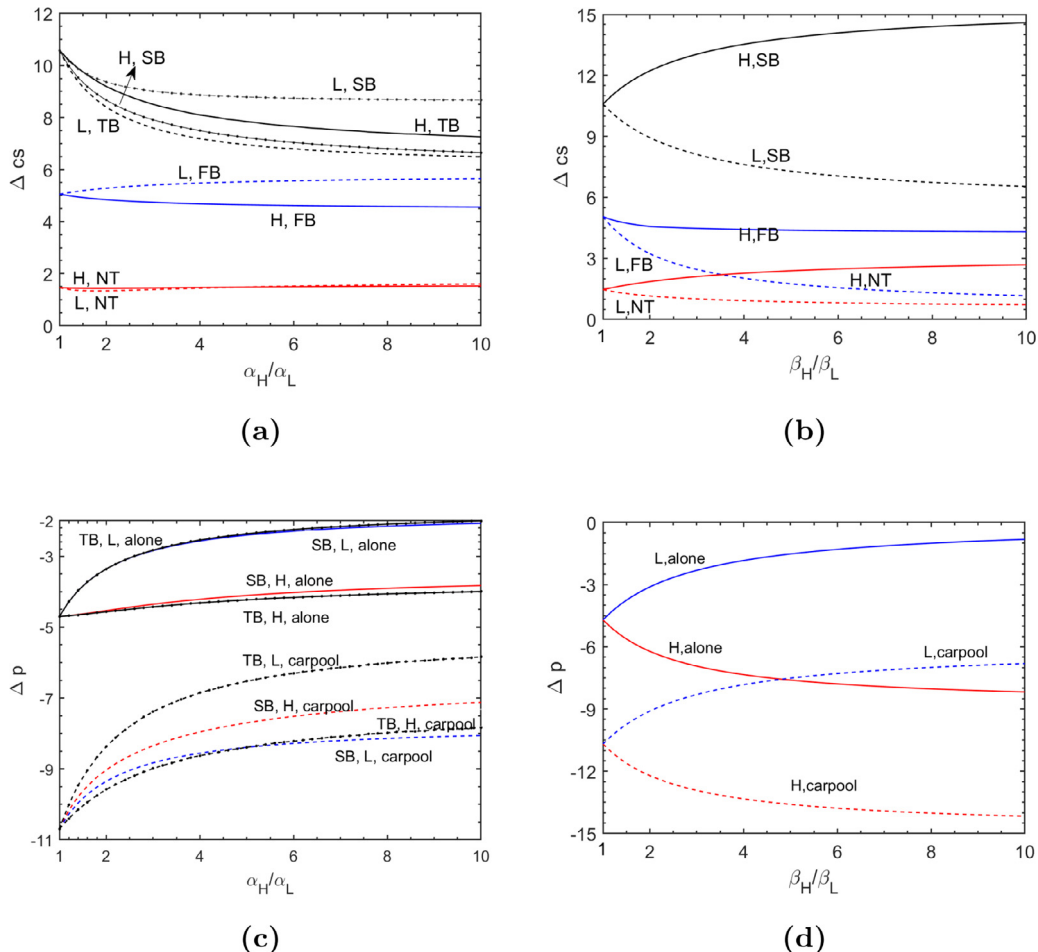 12
10
8
6
4
2
0
Δ cs
H, SB
L, SB
L, TB
H, TB
L, FB
H, FB
H, NT
L, NT
1 2 4 6 8 10
α_H/α_L
(a)
15
12
9
6
3
0
Δ cs
H,SB
L,SB
H,FB
L,FB
H,NT
L,NT
1 2 4 6 8 10
β_H/β_L
(b)
-2
-3
-5
-7
-9
-11
Δ p
TB, L, alone
SB, L, alone
SB, H, alone
TB, H, alone
TB, L, carpool
SB, H, carpool
TB, H, carpool
SB, L, carpool
1 2 4 6 8 10
α_H/α_L
(c)
0
-3
-6
-9
-12
-15
Δ p
L,alone
H,alone
L,carpool
H,carpool
1 2 4 6 8 10
β_H/β_L
(d)